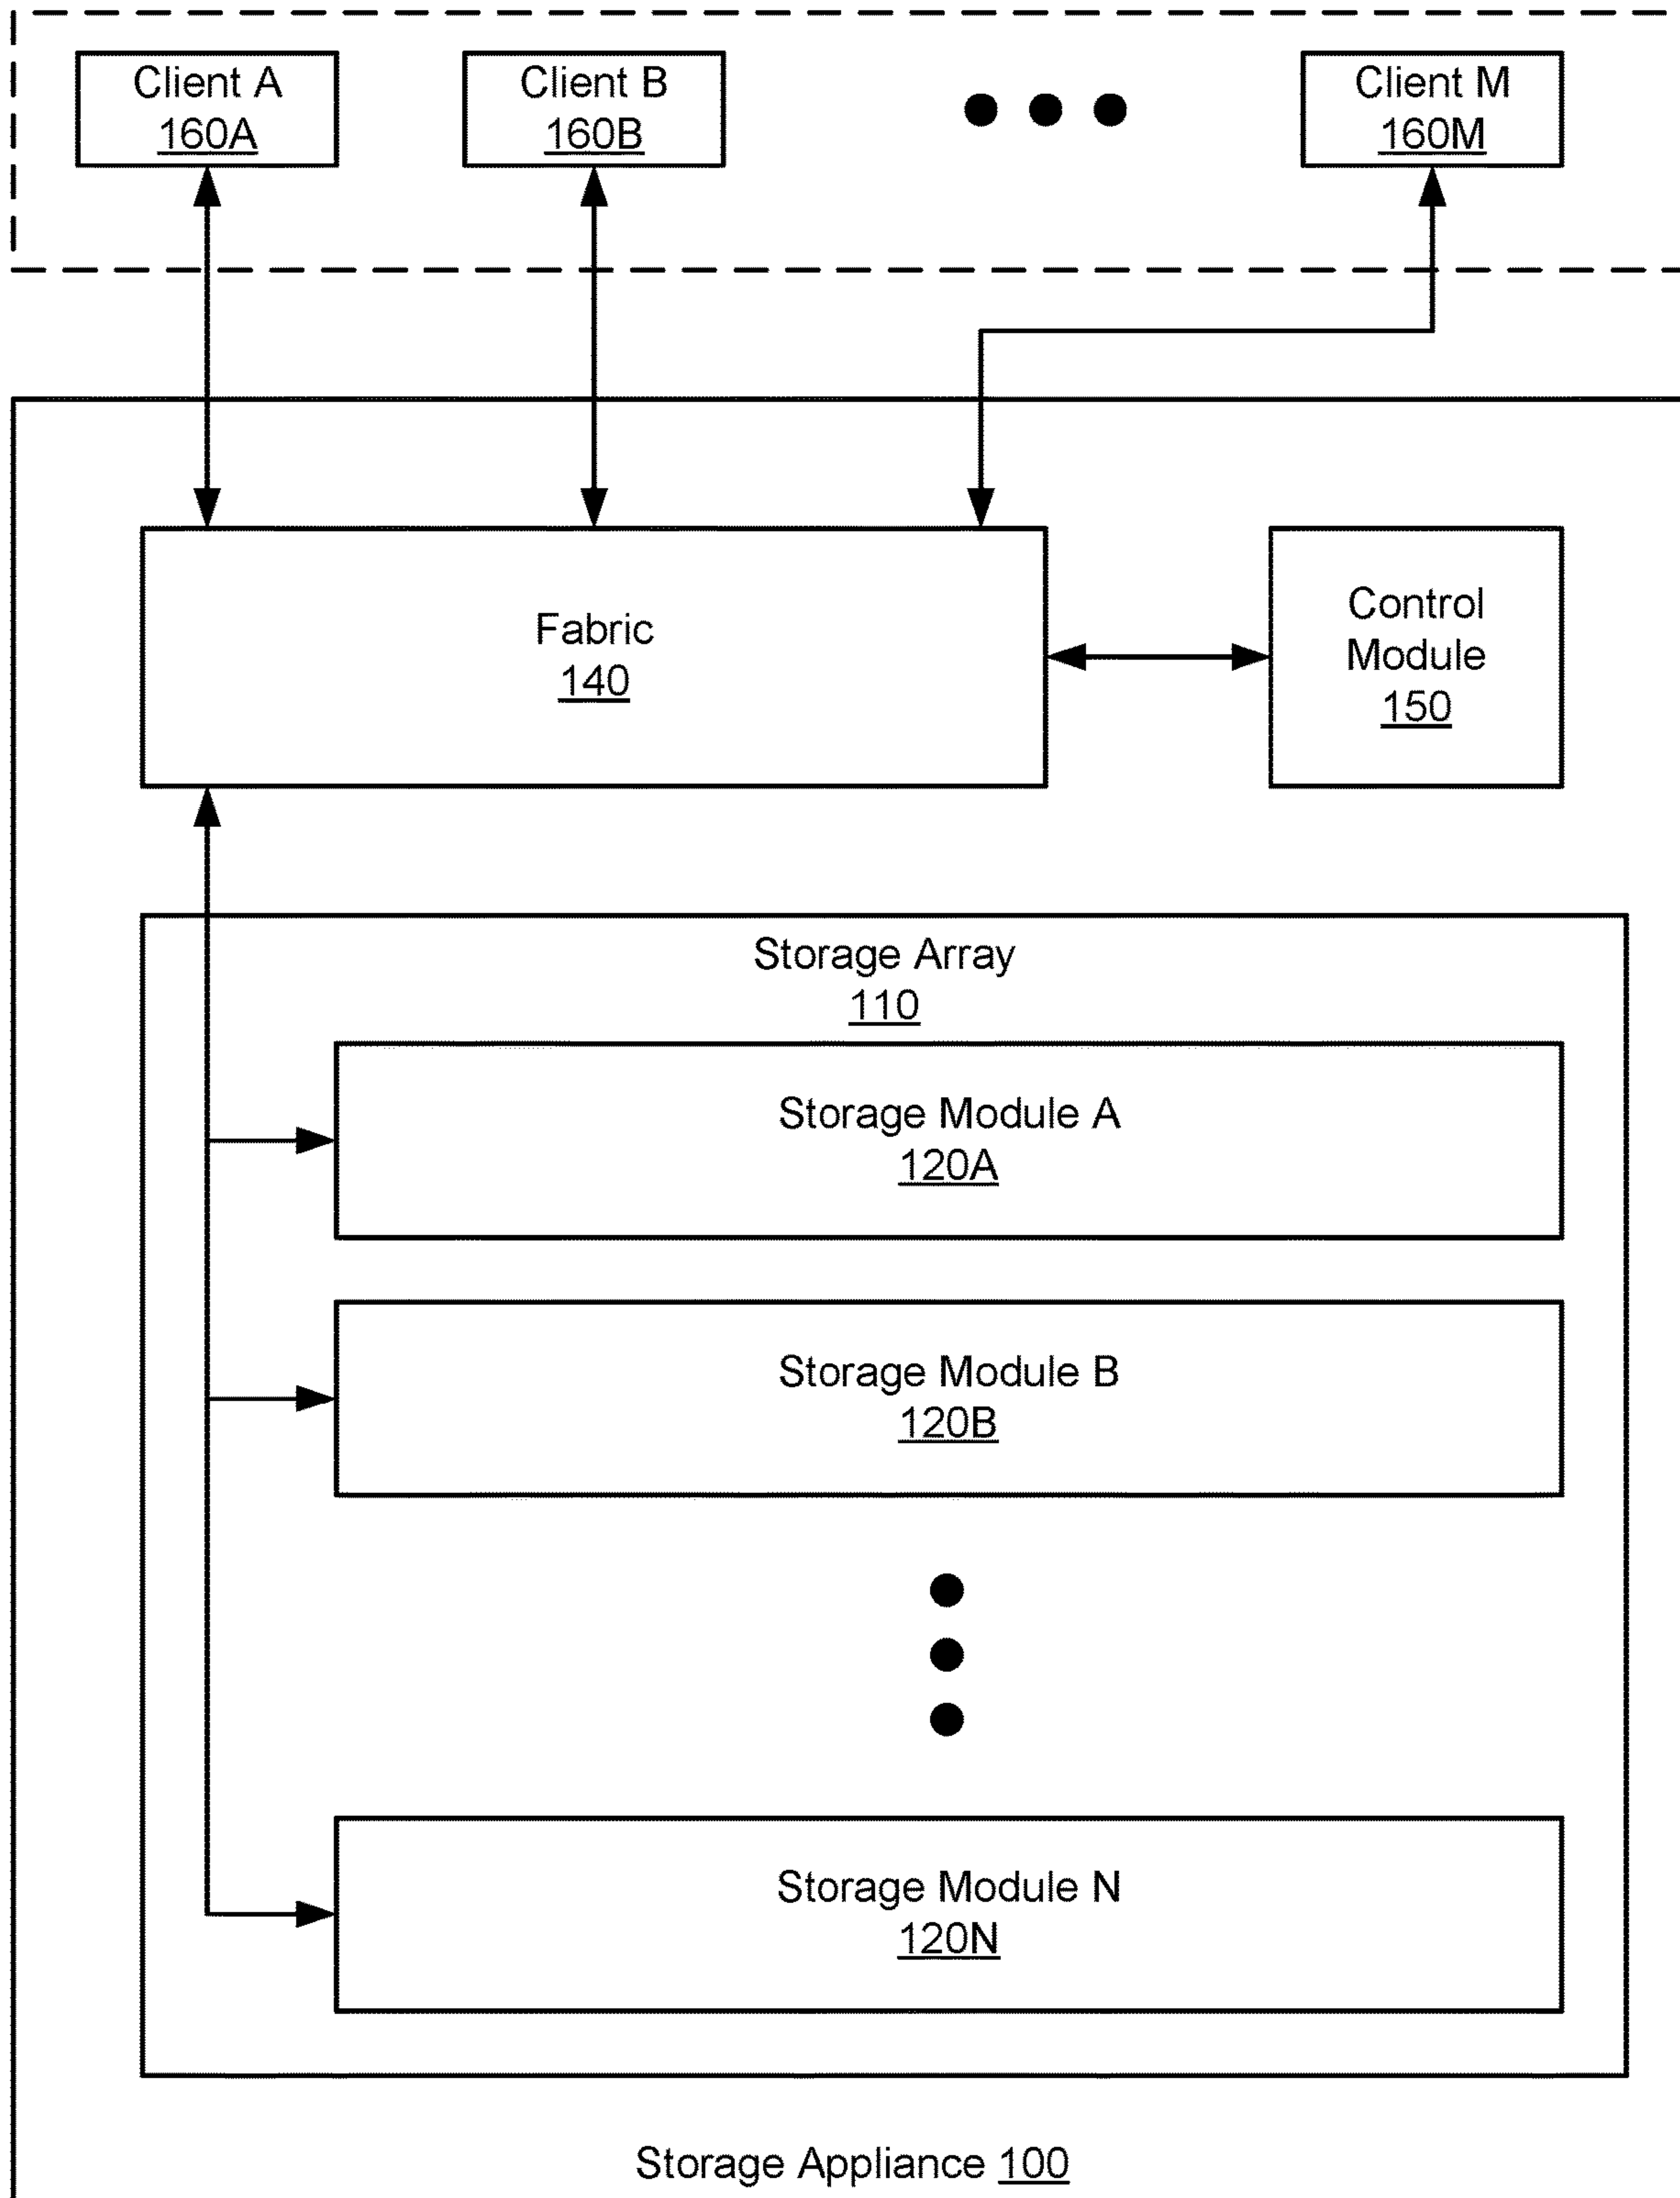 Client A
160A
Client B
160B
Client M
160M
Fabric
140
Control
Module
150
Storage Array
110
Storage Module A
120A
Storage Module B
120B
Storage Module N
120N
Storage Appliance 100